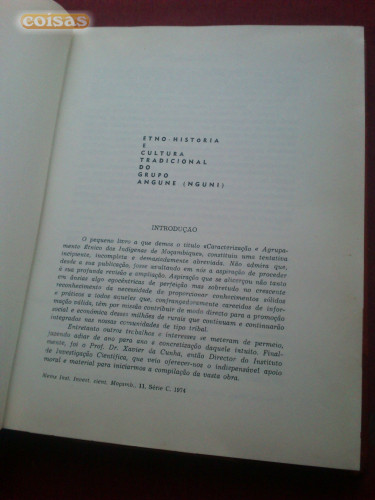 coisas
ETNO-HISTÓRIA
E
CULTURA
TRADICIONAL
DO
GRUPO
ANGUNE (NGUNI)
INTRODUÇÃO
O pequeno livro a que demos o título «Caracterização e Agrupa-
mento Étnico dos Indígenas de Moçambique», constituiu uma tentativa
incipiente, incompleta e demasiadamente abreviada. Não admira que,
desde a sua publicação, fosse avultando em nós a aspiração de proceder
à sua profunda revisão e ampliação. Aspiração que se alicerçou não tanto
em ilusões algo egocêntricas de perfeição mas sobretudo no crescente
reconhecimento da necessidade de proporcionar conhecimentos sólidos
e práticos a todos aqueles que, confrangedoramente carecidos de infor-
mação válida, têm por missão contribuir de modo directo para a promoção
social e económica desses milhões de rurais que continuam e continuarão
integrados nas nossas comunidades de tipo tribal.
Entretanto outros trabalhos e interesses se meteram de permeio,
fazendo adiar de ano para ano a concretização daquele intuito. Final-
mente, foi o Prof. Dr. Xavier da Cunha, então Director do Instituto
de Investigação Científica, que veio oferecer-nos o indispensável apoio
moral e material para iniciarmos a compilação da vasta obra.
Mems Inst. Invest. cient. Moçamb., 11, Série C, 1974